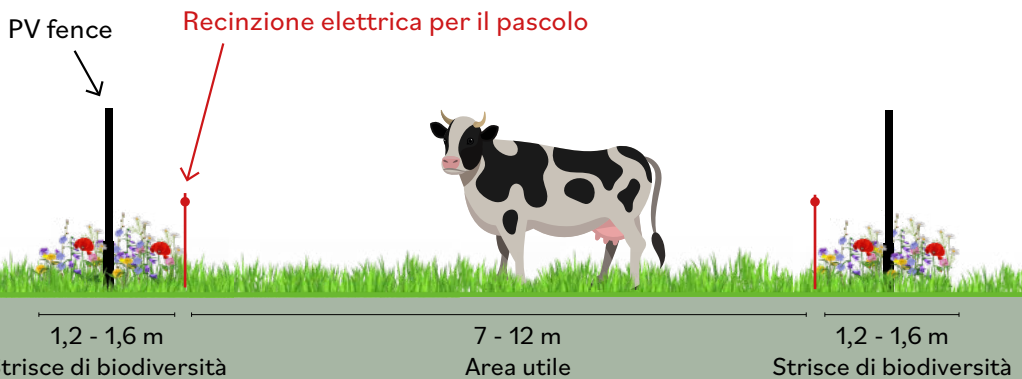 PV fence
Recinzione elettrica per il pascolo
1,2 - 1,6 m
7 - 12 m
1,2 - 1,6 m
trisce di biodiversità
Area utile
Strisce di biodiversità